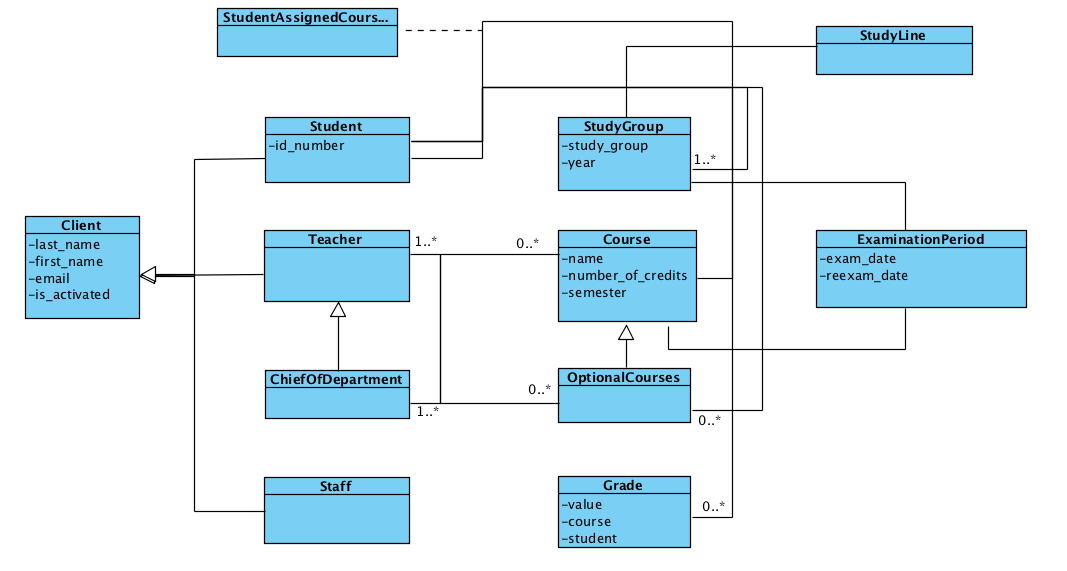 StudentAssignedCours...
StudyLine
Student
-id_number
StudyGroup
-study_group
-year
1..*
Client
-last_name
-first_name
-email
-is_activated
Teacher
1..*
0..*
Course
-name
-number_of_credits
-semester
ExaminationPeriod
-exam_date
-reexam_date
ChiefOfDepartment
1..*
0..*
OptionalCourses
0..*
Staff
Grade
-value
-course
-student
0..*